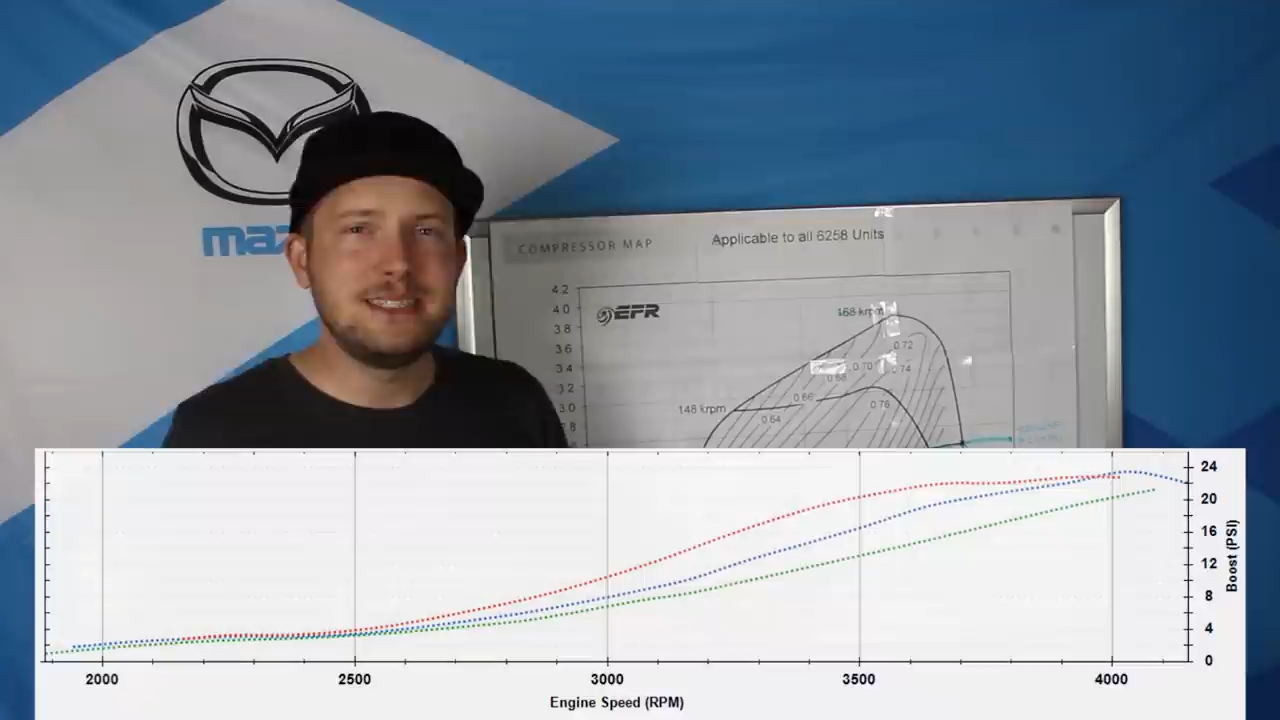 maz
COMPRESSOR MAP
Applicable to all 6258 Units
4.2
4.0
3.8
3.6
3.4
3.2
3.0
EFR
168 krpm
148 krpm
0.72
0.70
0.74
0.68
0.66
0.76
0.64
24
20
16
12
8
4
0
Boost (PSI)
2000 2500 3000 3500 4000
Engine Speed (RPM)